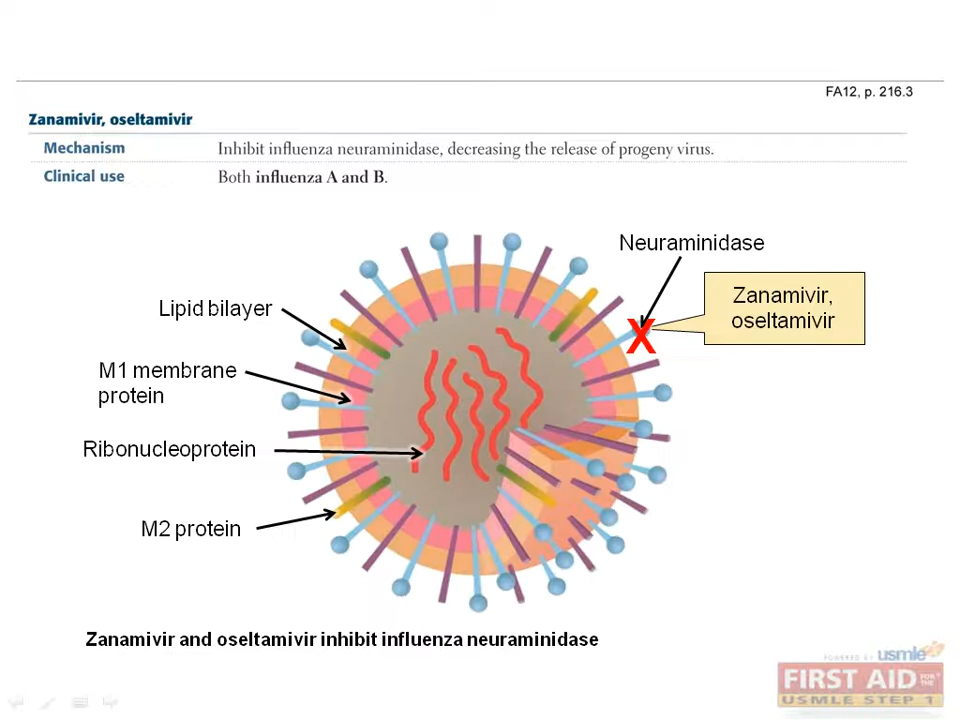 FA12, p. 216.3
Zanamivir, oseltamivir
Mechanism Inhibit influenza neuraminidase, decreasing the release of progeny virus.
Clinical use Both influenza A and B.
Neuraminidase
Zanamivir,
oseltamivir
X
Lipid bilayer
M1 membrane
protein
Ribonucleoprotein
M2 protein
Zanamivir and oseltamivir inhibit influenza neuraminidase
POWERED BY usmle
FIRST AID FOR THE
USMLE STEP 1